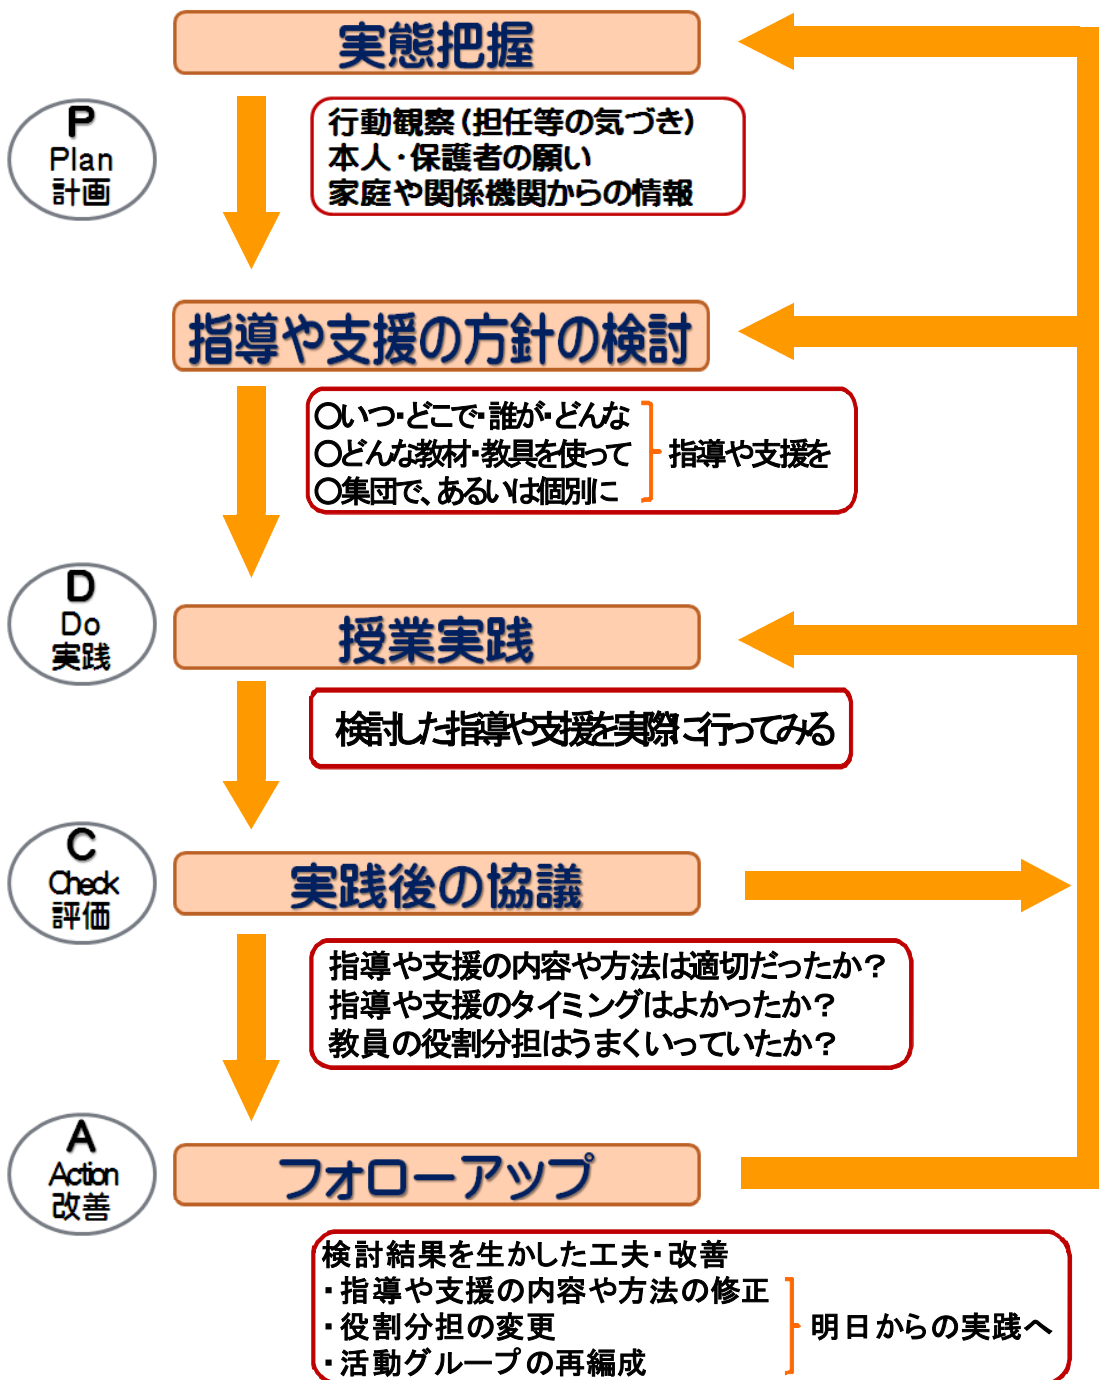 実態把握
P
Plan
計画
行動観察(担任等の気づき)
本人・保護者の願い
家庭や関係機関からの情報
指導や支援の方針の検討
○いつ・どこで・誰が・どんな
○どんな教材・教具を使って
○集団で、あるいは個別に
指導や支援を
D
Do
実践
授業実践
検討した指導や支援を実際に行ってみる
C
Check
評価
実践後の協議
指導や支援の内容や方法は適切だったか？
指導や支援のタイミングはよかったか？
教員の役割分担はうまくいっていたか？
A
Action
改善
フォローアップ
検討結果を生かした工夫・改善
・指導や支援の内容や方法の修正
・役割分担の変更
・活動グループの再編成
明日からの実践へ